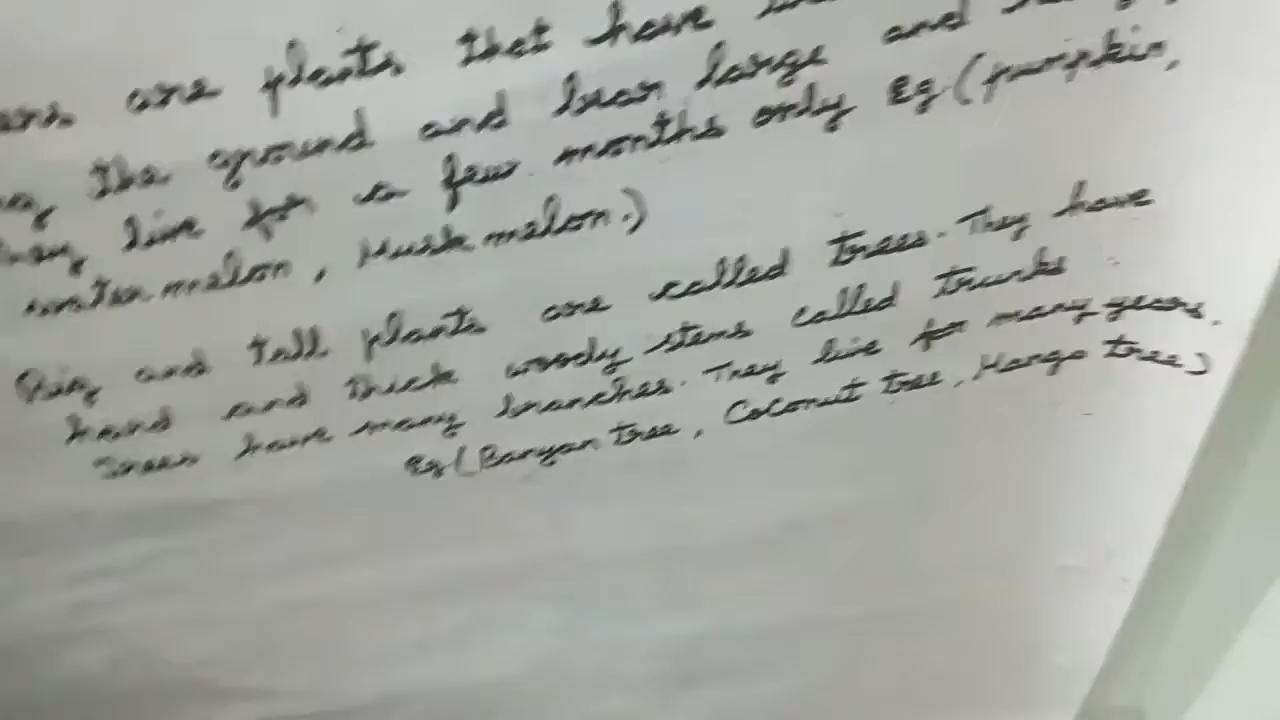 are plants that have
the ground and bear large and
live for a few months only Eg (pumpkin,
water melon, Musk melon.)
Big and tall plants are called trees. They have
hard and thick woody stems called trunks
Trees have many branches. They live for many years.
Eg (Banyan tree, Coconut tree, Mango tree)